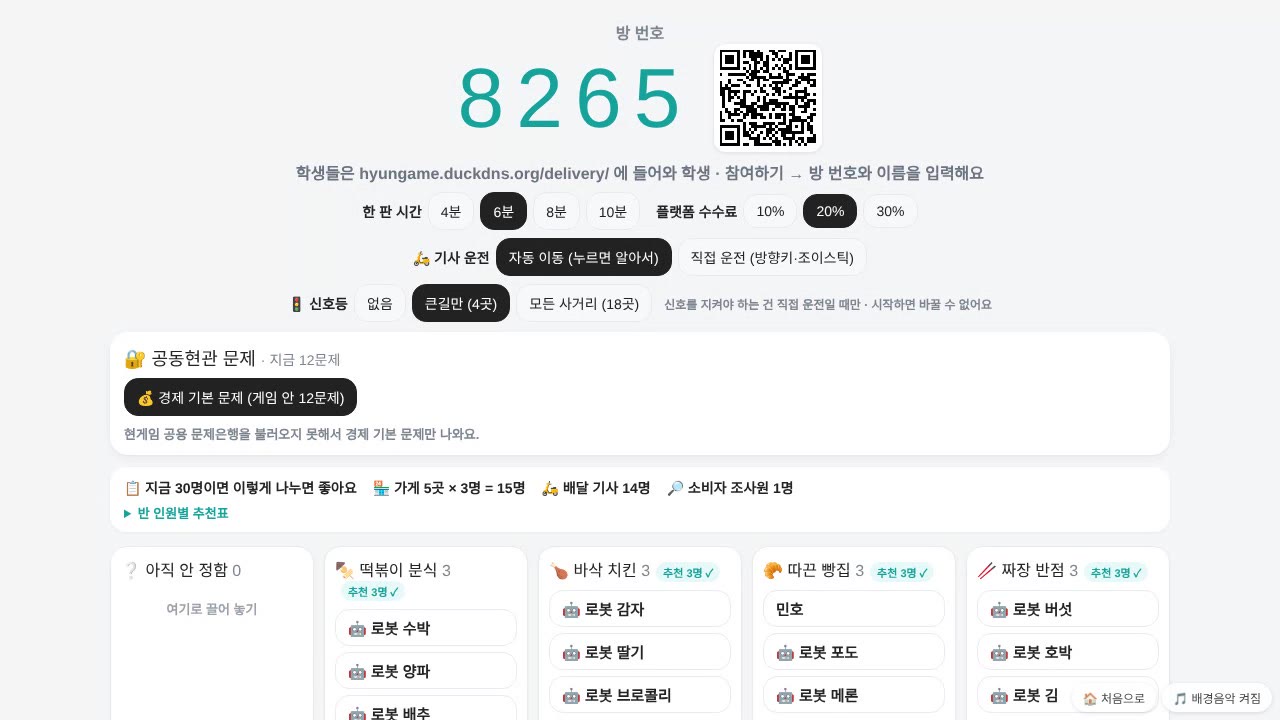 방 번호
8265
학생들은 hyungame.duckdns.org/delivery/ 에 들어와 학생 · 참여하기 → 방 번호와 이름을 입력해요
한 판 시간 4분 6분 8분 10분 플랫폼 수수료 10% 20% 30%
🛵 기사 운전 자동 이동 (누르면 알아서) 직접 운전 (방향키·조이스틱)
🚦 신호등 없음 큰길만 (4곳) 모든 사거리 (18곳) 신호를 지켜야 하는 건 직접 운전일 때만 · 시작하면 바꿀 수 없어요
🔐 공동현관 문제 · 지금 12문제
💰 경제 기본 문제 (게임 안 12문제)
현게임 공용 문제은행을 불러오지 못해서 경제 기본 문제만 나와요.
📋 지금 30명이면 이렇게 나누면 좋아요 🏪 가게 5곳 × 3명 = 15명 🛵 배달 기사 14명 🔎 소비자 조사원 1명
▶ 반 인원별 추천표
❔ 아직 안 정함 0
여기로 끌어 놓기
🍢 떡볶이 분식 3
추천 3명 ✓
🤖 로봇 수박
🤖 로봇 양파
🤖 로봇 배추
🍗 바삭 치킨 3 추천 3명 ✓
🤖 로봇 감자
🤖 로봇 딸기
🤖 로봇 브로콜리
🥐 따끈 빵집 3 추천 3명 ✓
민호
🤖 로봇 포도
🤖 로봇 메론
🥢 짜장 반점 3 추천 3명 ✓
🤖 로봇 버섯
🤖 로봇 호박
🤖 로봇 김
🏠 처음으로
🎵 배경음악 켜짐